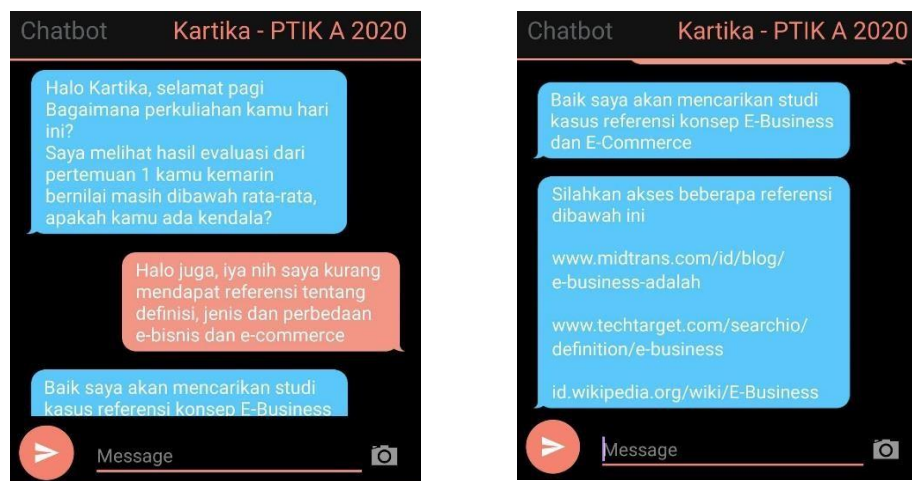 Chatbot Kartika - PTIK A 2020
Halo Kartika, selamat pagi
Bagaimana perkuliahan kamu hari
ini?
Saya melihat hasil evaluasi dari
pertemuan 1 kamu kemarin
bernilai masih dibawah rata-rata,
apakah kamu ada kendala?
Halo juga, iya nih saya kurang
mendapat referensi tentang
definisi, jenis dan perbedaan
e-bisnis dan e-commerce
Baik saya akan mencarikan studi
kasus referensi konsep E-Business
Message
Chatbot Kartika - PTIK A 2020
Baik saya akan mencarikan studi
kasus referensi konsep E-Business
dan E-Commerce
Silahkan akses beberapa referensi
dibawah ini
www.midtrans.com/id/blog/
e-business-adalah
www.techtarget.com/searchio/
definition/e-business
id.wikipedia.org/wiki/E-Business
Message